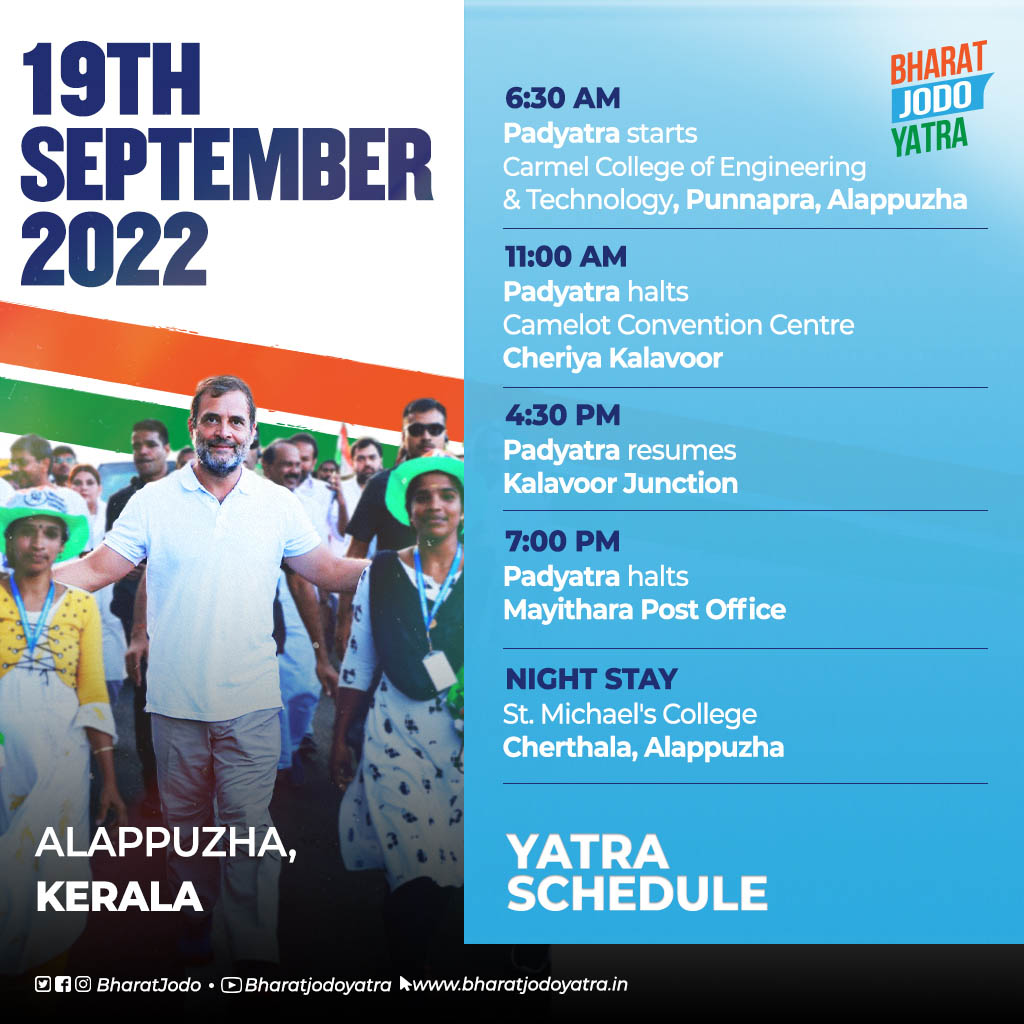 19TH
SEPTEMBER
2022
BHARAT
JODO
YATRA
6:30 AM
Padyatra starts
Carmel College of Engineering
& Technology, Punnapra, Alappuzha
11:00 AM
Padyatra halts
Camelot Convention Centre
Cheriya Kalavoor
4:30 PM
Padyatra resumes
Kalavoor Junction
7:00 PM
Padyatra halts
Mayithara Post Office
NIGHT STAY
St. Michael's College
Cherthala, Alappuzha
YATRA
SCHEDULE
ALAPPUZHA,
KERALA
BharatJodo • Bharatjodoyatra www.bharatjodoyatra.in